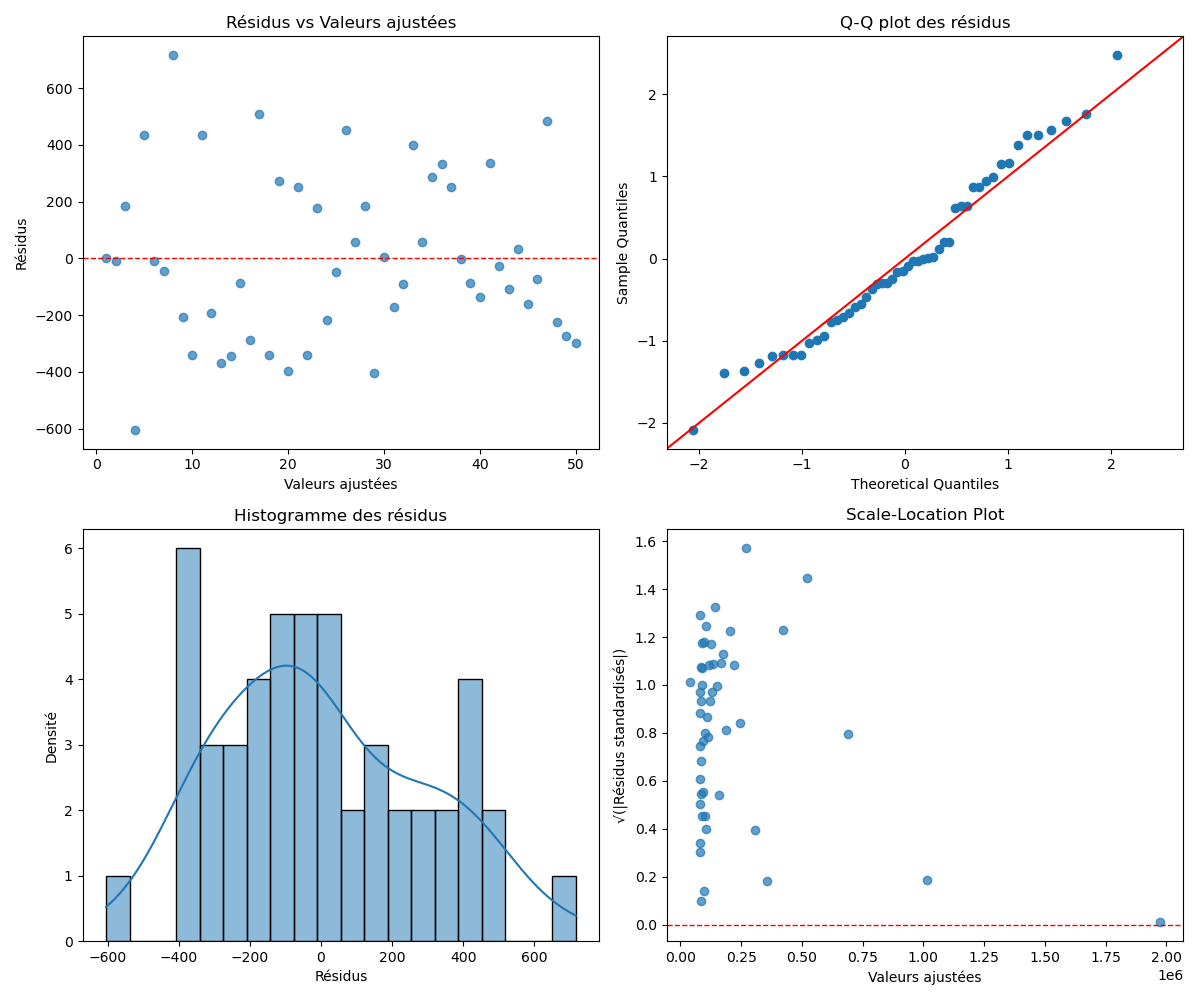 Résidus vs Valeurs ajustées
600
400
200
0
−200
−400
−600
Résidus
0 10 20 30 40 50
Valeurs ajustées
Q-Q plot des résidus
2
1
0
−1
−2
Sample Quantiles
−2 −1 0 1 2
Theoretical Quantiles
Histogramme des résidus
6
5
4
3
2
1
0
Densité
−600 −400 −200 0 200 400 600
Résidus
Scale-Location Plot
1.6
1.4
1.2
1.0
0.8
0.6
0.4
0.2
0.0
√(|Résidus standardisés|)
0.00 0.25 0.50 0.75 1.00 1.25 1.50 1.75 2.00
1e6
Valeurs ajustées